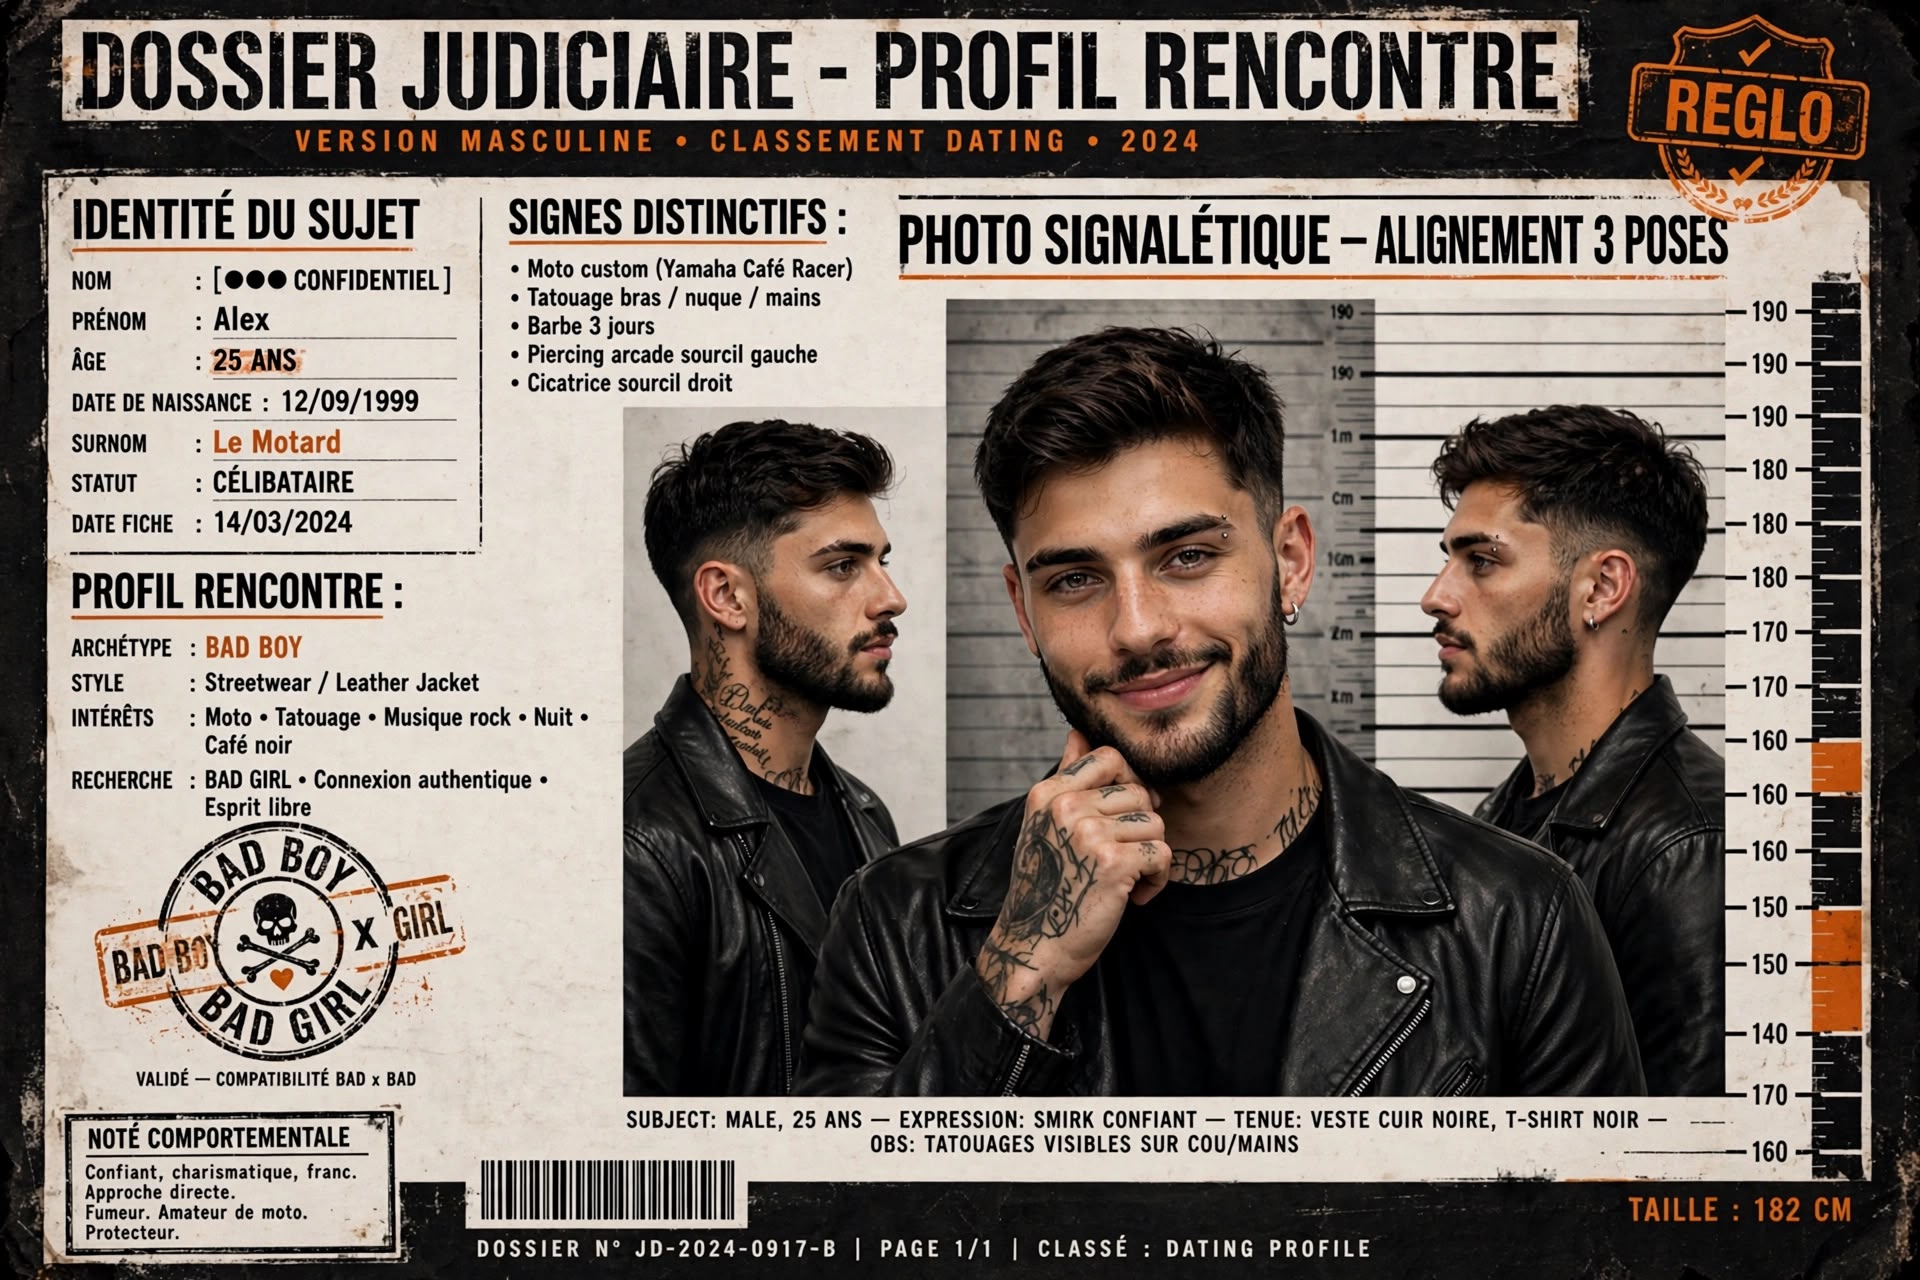 DOSSIER JUDICIAIRE - PROFIL RENCONTRE
VERSION MASCULINE • CLASSEMENT DATING • 2024
REGLO
IDENTITÉ DU SUJET
NOM : [●●● CONFIDENTIEL]
PRÉNOM : Alex
ÂGE : 25 ANS
DATE DE NAISSANCE : 12/09/1999
SURNOM : Le Motard
STATUT : CÉLIBATAIRE
DATE FICHE : 14/03/2024
SIGNES DISTINCTIFS :
• Moto custom (Yamaha Café Racer)
• Tatouage bras / nuque / mains
• Barbe 3 jours
• Piercing arcade sourcil gauche
• Cicatrice sourcil droit
PROFIL RENCONTRE :
ARCHÉTYPE : BAD BOY
STYLE : Streetwear / Leather Jacket
INTÉRÊTS : Moto • Tatouage • Musique rock • Nuit •
Café noir
RECHERCHE : BAD GIRL • Connexion authentique •
Esprit libre
BAD BOY
BAD BOY X GIRL
BAD GIRL
VALIDÉ — COMPATIBILITÉ BAD x BAD
NOTÉ COMPORTEMENTALE
Confiant, charismatique, franc.
Approche directe.
Fumeur. Amateur de moto.
Protecteur.
PHOTO SIGNALÉTIQUE – ALIGNEMENT 3 POSES
190
190
1m
cm
2m
190
190
190
180
180
180
170
170
160
160
160
150
150
140
170
160
SUBJECT: MALE, 25 ANS — EXPRESSION: SMIRK CONFIANT — TENUE: VESTE CUIR NOIRE, T-SHIRT NOIR —
OBS: TATOUAGES VISIBLES SUR COU/MAINS
TAILLE : 182 CM
DOSSIER N° JD-2024-0917-B | PAGE 1/1 | CLASSÉ : DATING PROFILE